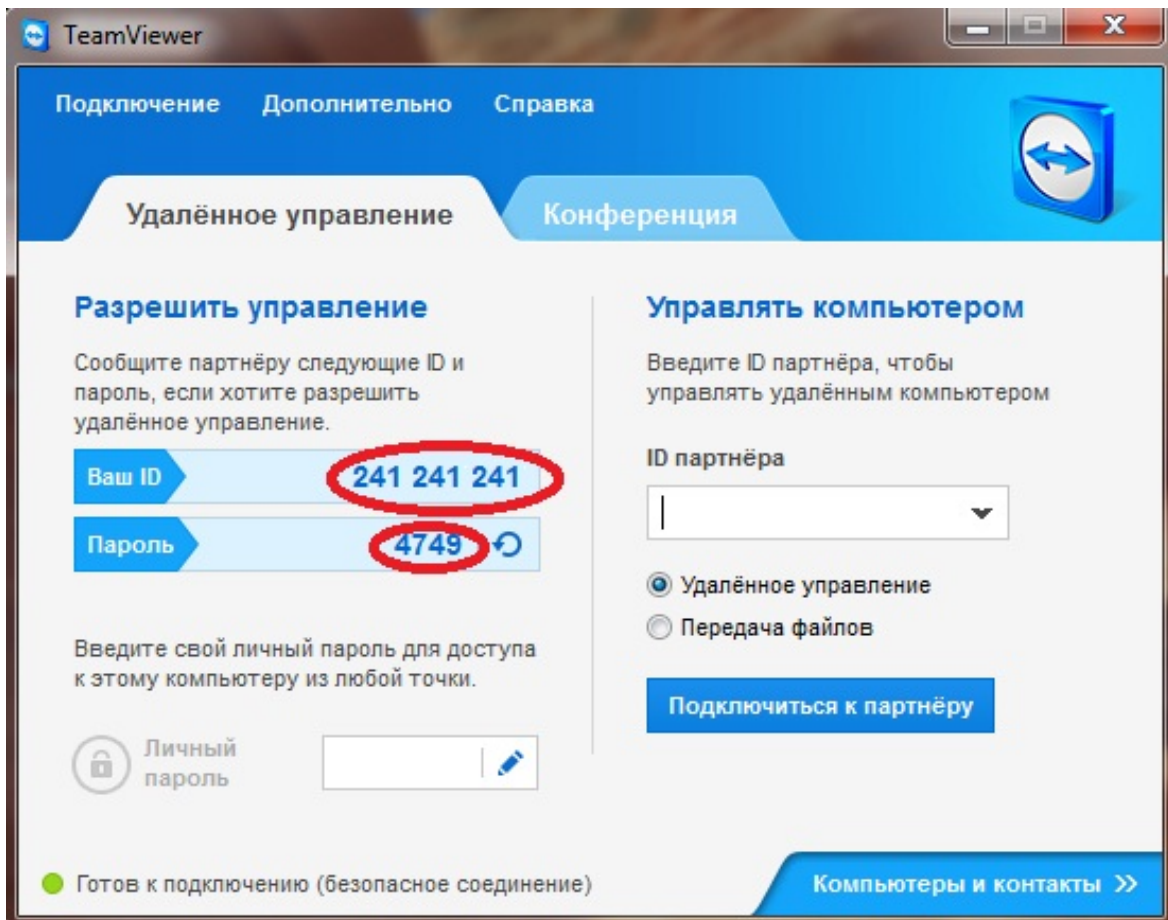 TeamViewer
Подключение Дополнительно Справка
Удалённое управление
Конференция
Разрешить управление
Сообщите партнёру следующие ID и
пароль, если хотите разрешить
удалённое управление.
Ваш ID 241 241 241
Пароль 4749
Введите свой личный пароль для доступа
к этому компьютеру из любой точки.
Личный
пароль
Управлять компьютером
Введите ID партнёра, чтобы
управлять удалённым компьютером
ID партнёра
Удалённое управление
Передача файлов
Подключиться к партнёру
Готов к подключению (безопасное соединение)
Компьютеры и контакты >>